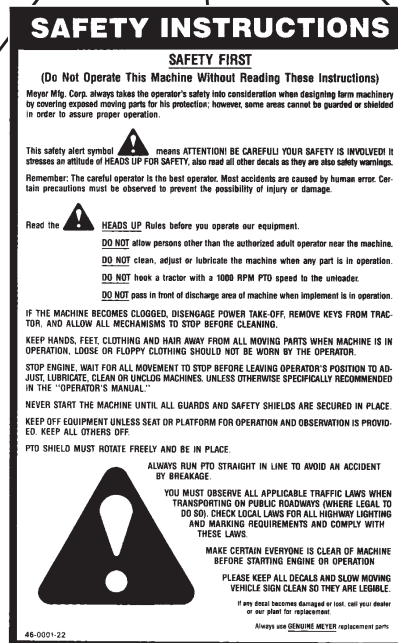 SAFETY INSTRUCTIONS
SAFETY FIRST
(Do Not Operate This Machine Without Reading These Instructions)
Meyer Mfg. Corp. always takes the operator's safety into consideration when designing farm machinery
by covering exposed moving parts for his protection; however, some areas cannot be guarded or shielded
in order to assure proper operation.
This safety alert symbol means ATTENTION! BE CAREFUL! YOUR SAFETY IS INVOLVED! It
stresses an attitude of HEADS UP FOR SAFETY, also read all other decals as they are also safety warnings.
Remember: The careful operator is the best operator. Most accidents are caused by human error. Cer-
tain precautions must be observed to prevent the possibility of injury or damage.
Read the HEADS UP Rules before you operate our equipment.
DO NOT allow persons other than the authorized adult operator near the machine.
DO NOT clean, adjust or lubricate the machine when any part is in operation.
DO NOT hook a tractor with a 1000 RPM PTO speed to the unloader.
DO NOT pass in front of discharge area of machine when implement is in operation.
IF THE MACHINE BECOMES CLOGGED, DISENGAGE POWER TAKE-OFF, REMOVE KEYS FROM TRAC-
TOR, AND ALLOW ALL MECHANISMS TO STOP BEFORE CLEANING.
KEEP HANDS, FEET, CLOTHING AND HAIR AWAY FROM ALL MOVING PARTS WHEN MACHINE IS IN
OPERATION, LOOSE OR FLOPPY CLOTHING SHOULD NOT BE WORN BY THE OPERATOR.
STOP ENGINE, WAIT FOR ALL MOVEMENT TO STOP BEFORE LEAVING OPERATOR'S POSITION TO AD-
JUST, LUBRICATE, CLEAN OR UNCLOG MACHINES. UNLESS OTHERWISE SPECIFICALLY RECOMMENDED
IN THE "OPERATOR'S MANUAL."
NEVER START THE MACHINE UNTIL ALL GUARDS AND SAFETY SHIELDS ARE SECURED IN PLACE.
KEEP OFF EQUIPMENT UNLESS SEAT OR PLATFORM FOR OPERATION AND OBSERVATION IS PROVID-
ED. KEEP ALL OTHERS OFF.
PTO SHIELD MUST ROTATE FREELY AND BE IN PLACE.
ALWAYS RUN PTO STRAIGHT IN LINE TO AVOID AN ACCIDENT
BY BREAKAGE.
YOU MUST OBSERVE ALL APPLICABLE TRAFFIC LAWS WHEN
TRANSPORTING ON PUBLIC ROADWAYS (WHERE LEGAL TO
DO SO). CHECK LOCAL LAWS FOR ALL HIGHWAY LIGHTING
AND MARKING REQUIREMENTS AND COMPLY WITH
THESE LAWS.
MAKE CERTAIN EVERYONE IS CLEAR OF MACHINE
BEFORE STARTING ENGINE OR OPERATION
PLEASE KEEP ALL DECALS AND SLOW MOVING
VEHICLE SIGN CLEAN SO THEY ARE LEGIBLE.
If any decal becomes damaged or lost, call your dealer
or our plant for replacement.
Always use GENUINE MEYER replacement parts
46-0001-22